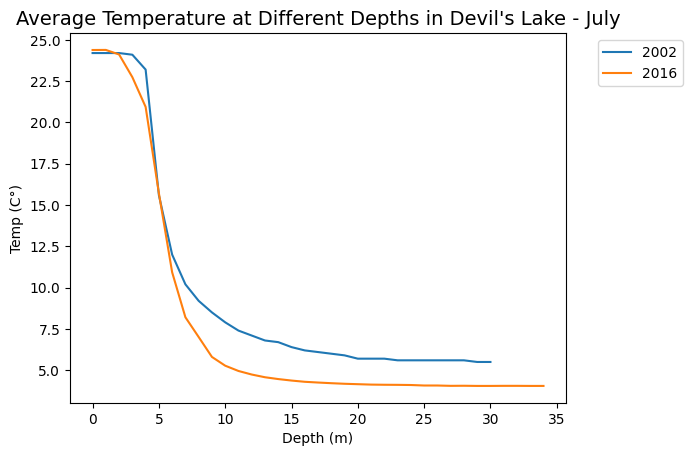 Average Temperature at Different Depths in Devil's Lake - July
25.0
22.5
20.0
17.5
15.0
12.5
10.0
7.5
5.0
Temp (C°)
0 5 10 15 20 25 30 35
Depth (m)
2002
2016